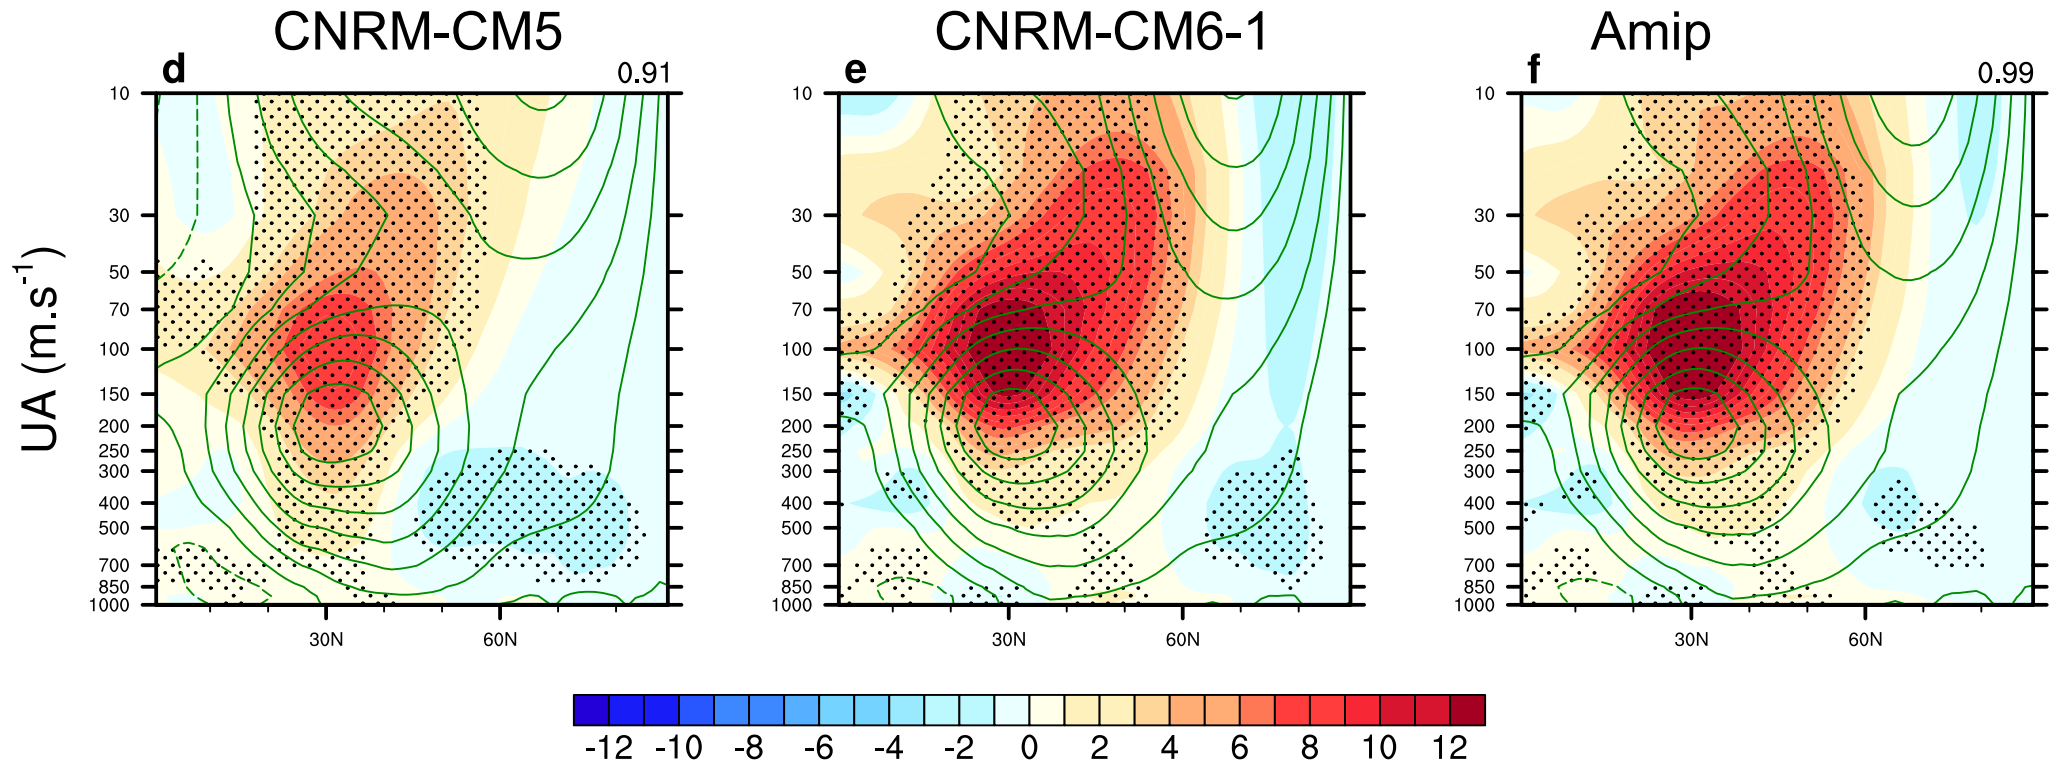 CNRM-CM5 CNRM-CM6-1 Amip
d 0.91 e f 0.99
UA (m.s-1)
10 10 10
30 30 30
50 50 50
70 70 70
100 100 100
150 150 150
200 200 200
250 250 250
300 300 300
400 400 400
500 500 500
700 700 700
850 850 850
1000 1000 1000
30N 60N 30N 60N 30N 60N
-12 -10 -8 -6 -4 -2 0 2 4 6 8 10 12